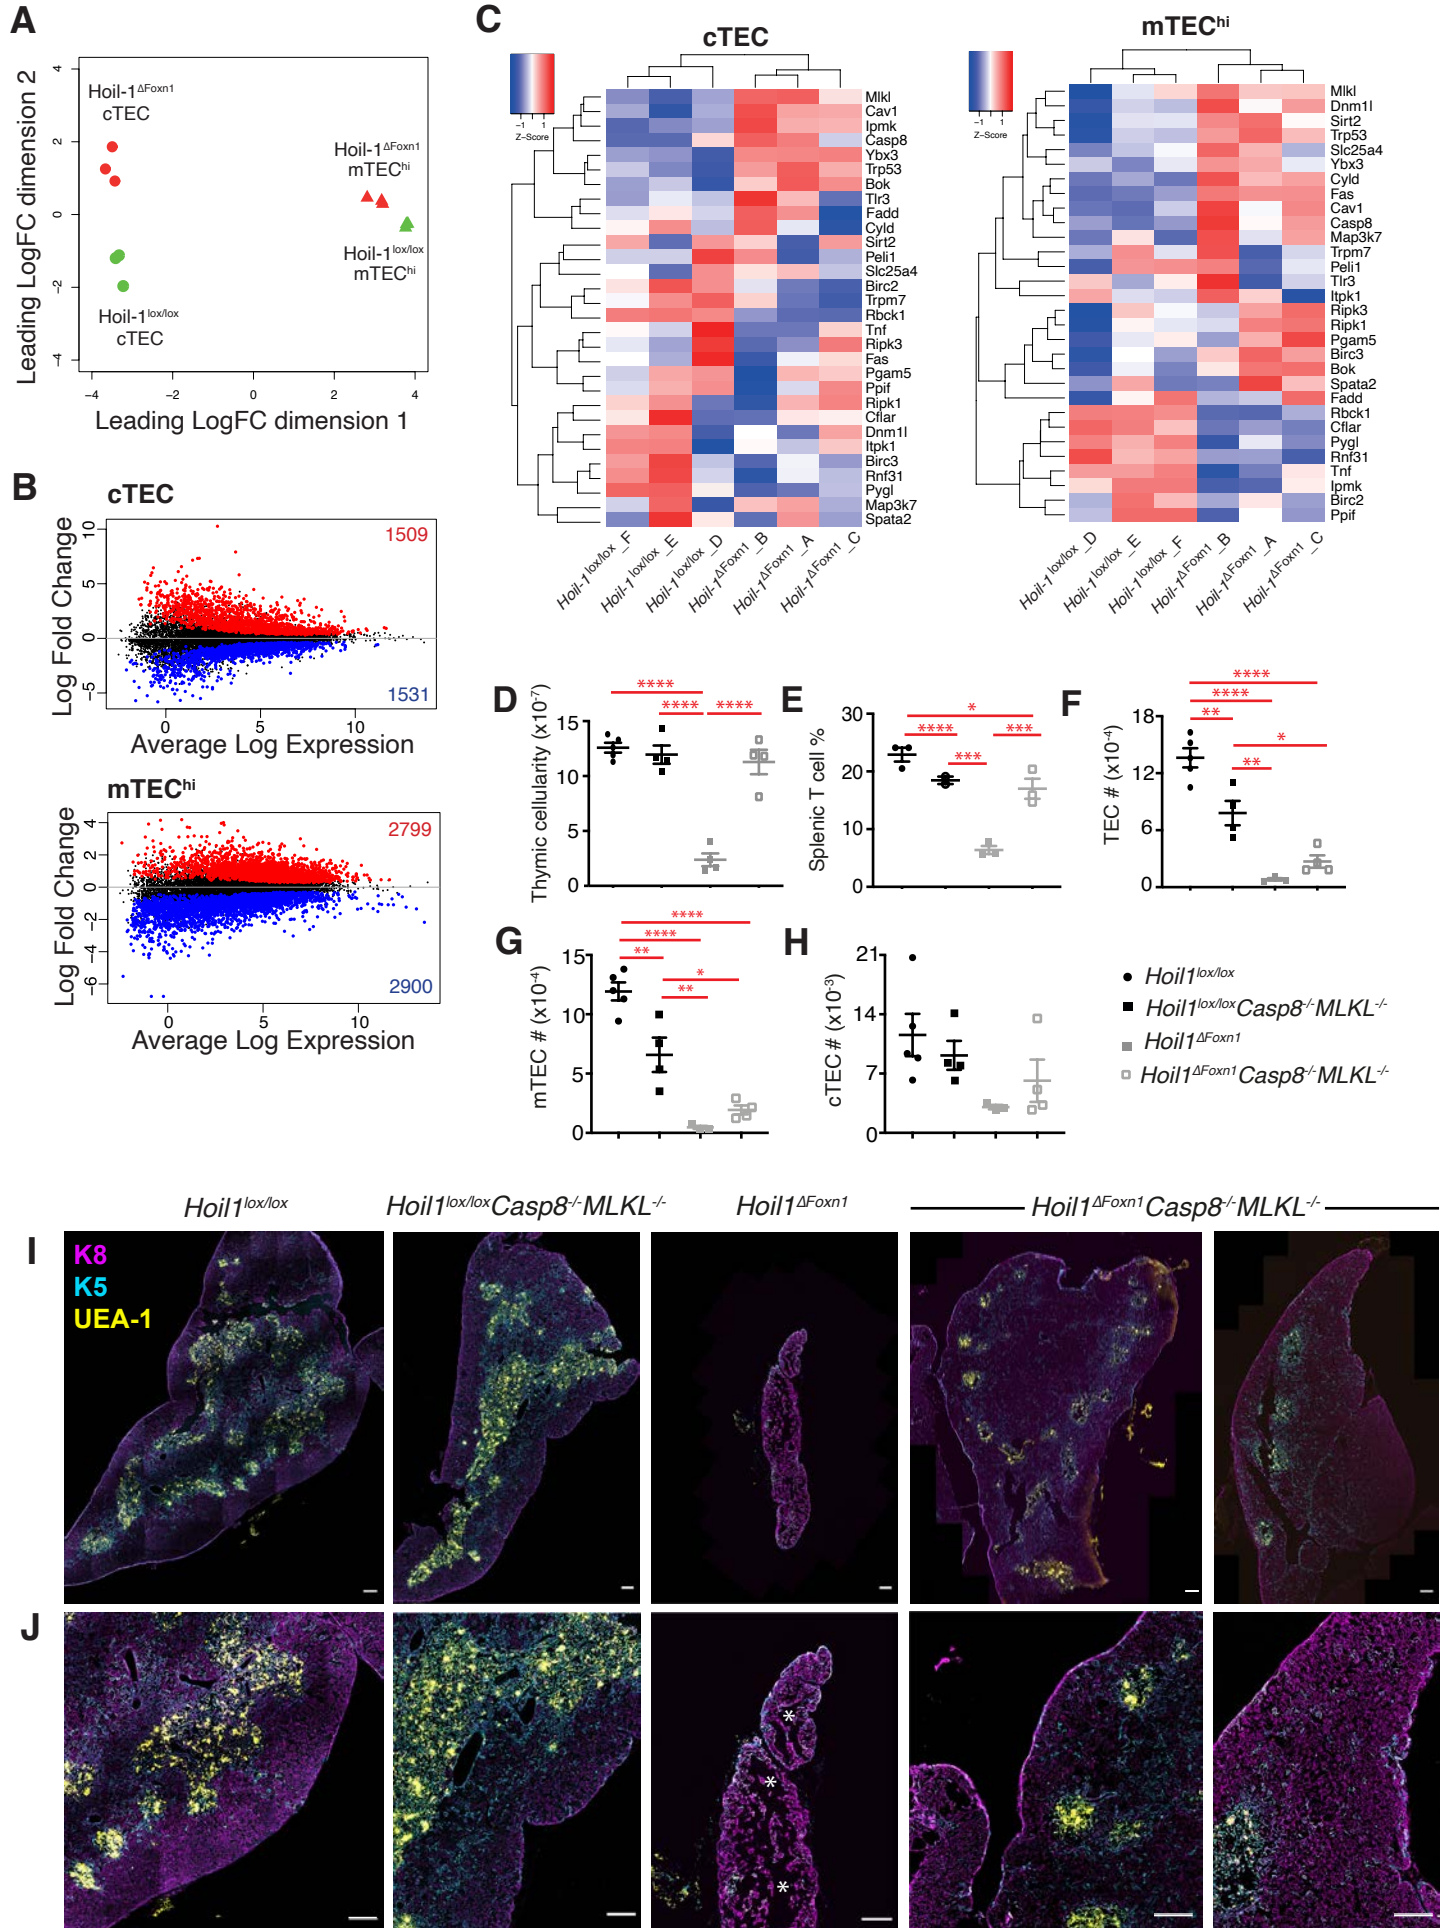 A
Leading LogFC dimension 2
4
2
0
−2
−4
Hoil-1ΔFoxn1
cTEC
Hoil-1ΔFoxn1
mTEChi
Hoil-1lox/lox
mTEChi
Hoil-1lox/lox
cTEC
−4 −2 0 2 4
Leading LogFC dimension 1
B
cTEC
Log Fold Change
10
5
0
−5
1509
1531
0 5 10
Average Log Expression
mTEChi
Log Fold Change
4
2
0
−2
−4
−6
2799
2900
0 5 10
Average Log Expression
C
cTEC
−1 1
Z−Score
Mlkl
Cav1
Ipmk
Casp8
Ybx3
Trp53
Bok
Tlr3
Fadd
Cyld
Sirt2
Peli1
Slc25a4
Birc2
Trpm7
Rbck1
Tnf
Ripk3
Fas
Pgam5
Ppif
Ripk1
Cflar
Dnm1l
Itpk1
Birc3
Rnf31
Pygl
Map3k7
Spata2
Hoil-1lox/lox_F
Hoil-1lox/lox_E
Hoil-1lox/lox_D
Hoil-1ΔFoxn1_B
Hoil-1ΔFoxn1_A
Hoil-1ΔFoxn1_C
mTEChi
−1 1
Z−Score
Mlkl
Dnm1l
Sirt2
Trp53
Slc25a4
Ybx3
Cyld
Fas
Cav1
Casp8
Map3k7
Trpm7
Peli1
Tlr3
Itpk1
Ripk3
Ripk1
Pgam5
Birc3
Bok
Spata2
Fadd
Rbck1
Cflar
Pygl
Rnf31
Tnf
Ipmk
Birc2
Ppif
Hoil-1lox/lox_D
Hoil-1lox/lox_E
Hoil-1lox/lox_F
Hoil-1ΔFoxn1_B
Hoil-1ΔFoxn1_A
Hoil-1ΔFoxn1_C
D
Thymic cellularity (x10-7)
15
10
5
0
****
**** ****
E
Splenic T cell %
30
20
10
0
*
**** ***
***
F
TEC # (x10-4)
18
12
6
0
****
****
**
*
**
G
mTEC # (x10-4)
15
10
5
0
****
****
**
*
**
H
cTEC # (x10-3)
21
14
7
0
Hoil1lox/lox
Hoil1lox/loxCasp8-/-MLKL-/-
Hoil1ΔFoxn1
Hoil1ΔFoxn1Casp8-/-MLKL-/-
Hoil1lox/lox Hoil1lox/loxCasp8-/-MLKL-/- Hoil1ΔFoxn1 Hoil1ΔFoxn1Casp8-/-MLKL-/-
I
K8
K5
UEA-1
J
*
*
*